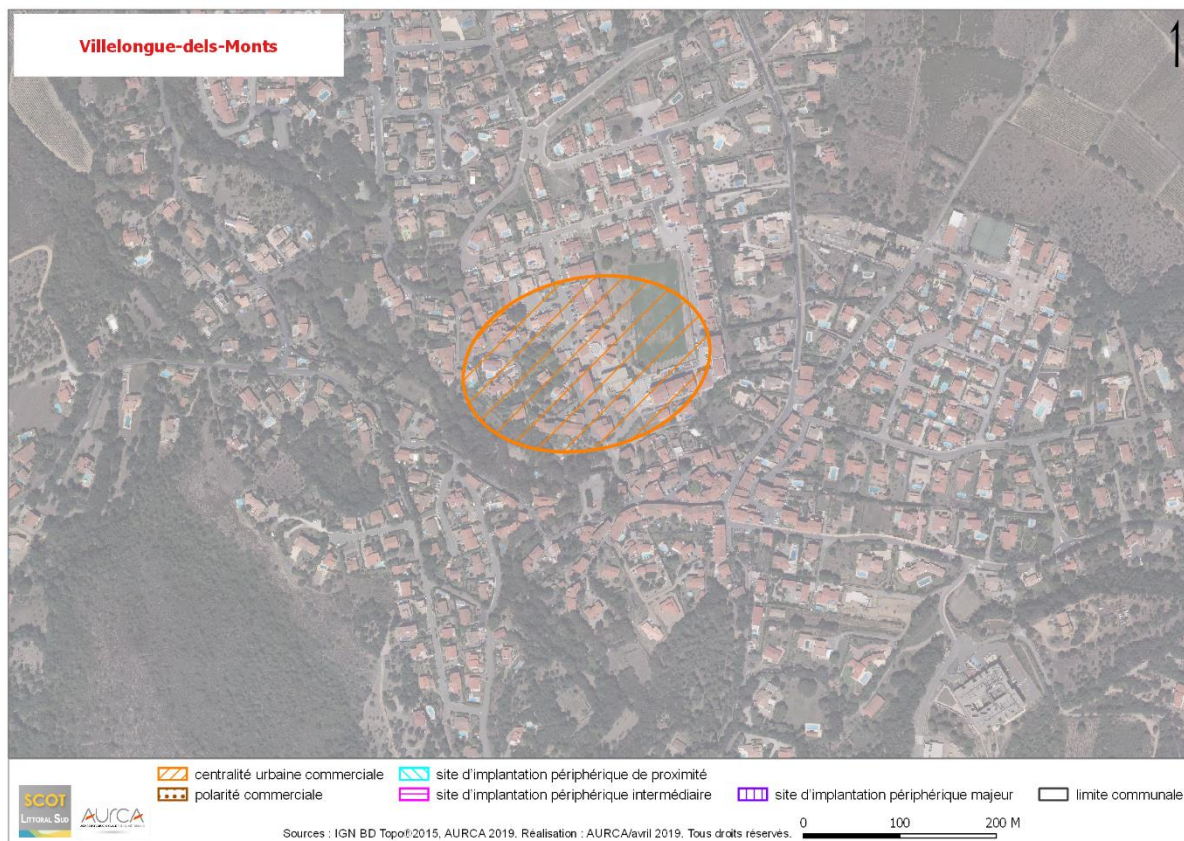 Villelongue-dels-Monts
centralité urbaine commerciale
site d'implantation périphérique de proximité
polarité commerciale
site d'implantation périphérique intermédiaire
site d'implantation périphérique majeur
limite communale
SCOT
LITTORAL SUD
AURCA
Sources : IGN BD Topo®2015, AURCA 2019. Réalisation : AURCA/avril 2019. Tous droits réservés.
0 100 200 M